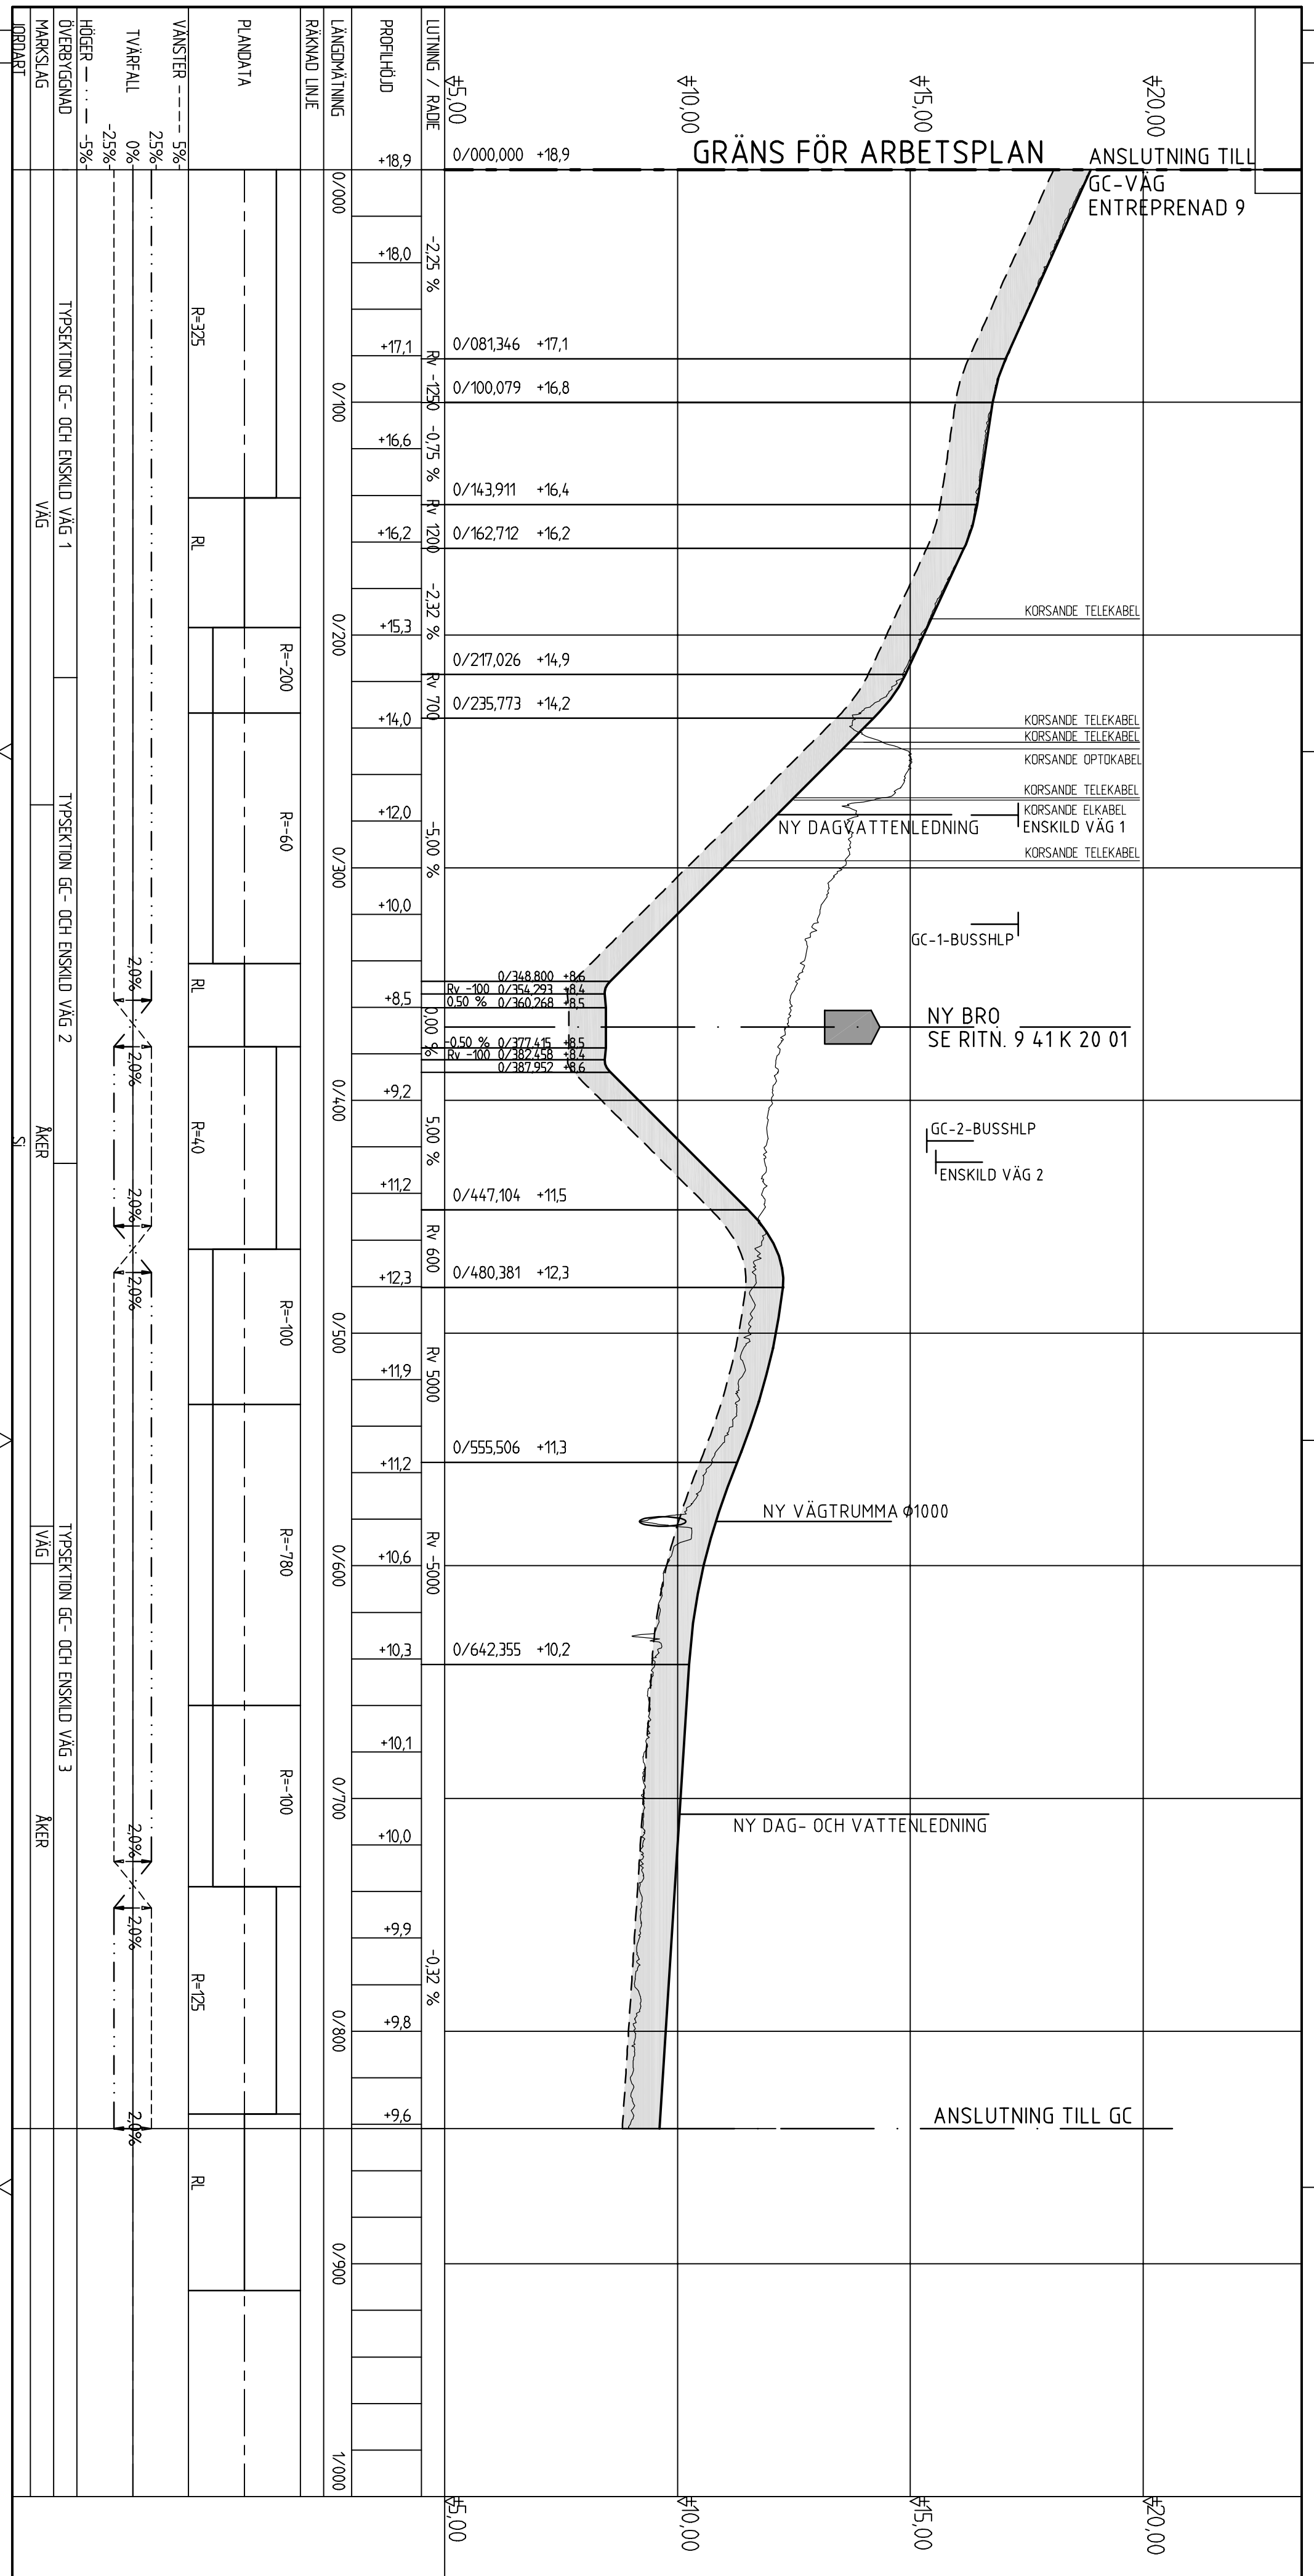 ±5,00
±10,00
±15,00
±20,00
GRÄNS FÖR ARBETSPLAN
ANSLUTNING TILL
GC-VÄG
ENTREPRENAD 9
KORSANDE TELEKABEL
KORSANDE TELEKABEL
KORSANDE TELEKABEL
KORSANDE OPTOKABEL
KORSANDE TELEKABEL
KORSANDE ELKABEL
NY DAGVATTENLEDNING
ENSKILD VÄG 1
KORSANDE TELEKABEL
GC-1-BUSSHLP
NY BRO
SE RITN. 9 41 K 20 01
GC-2-BUSSHLP
ENSKILD VÄG 2
NY VÄGTRUMMA ϕ1000
NY DAG- OCH VATTENLEDNING
ANSLUTNING TILL GC
±5,00
±10,00
±15,00
±20,00
0/000,000 +18,9
0/081,346 +17,1
0/100,079 +16,8
0/143,911 +16,4
0/162,712 +16,2
0/217,026 +14,9
0/235,773 +14,2
0/348,800 +8,6
Rv -100 0/354,293 +8,4
0,50 % 0/360,268 +8,5
-0,50 % 0/377,415 +8,5
Rv -100 0/382,458 +8,4
0/387,952 +8,6
0/447,104 +11,5
0/480,381 +12,3
0/555,506 +11,3
0/642,355 +10,2
LUTNING / RADIE
-2,25 %
Rv -1250
-0,75 %
Rv 1200
-2,32 %
Rv 700
-5,00 %
0,00 %
5,00 %
Rv 600
Rv 5000
Rv -5000
-0,32 %
PROFILHÖJD
+18,9
+18,0
+17,1
+16,6
+16,2
+15,3
+14,0
+12,0
+10,0
+8,5
+9,2
+11,2
+12,3
+11,9
+11,2
+10,6
+10,3
+10,1
+10,0
+9,9
+9,8
+9,6
LÄNGDMÄTNING
0/000
0/100
0/200
0/300
0/400
0/500
0/600
0/700
0/800
0/900
1/000
RÄKNAD LINJE
PLANDATA
R=325
RL
R=-200
R=-60
RL
R=40
R=-100
R=-780
R=-100
R=125
RL
VÄNSTER ---- 5%
2.5%
TVÄRFALL 0%
-2.5%
HÖGER — · · — -5%
2,0%
2,0%
2,0%
2,0%
2,0%
2,0%
2,0%
ÖVERBYGGNAD
TYPSEKTION GC- OCH ENSKILD VÄG 1
TYPSEKTION GC- OCH ENSKILD VÄG 2
TYPSEKTION GC- OCH ENSKILD VÄG 3
MARKSLAG
VÄG
ÅKER
VÄG
ÅKER
JORDART
Si